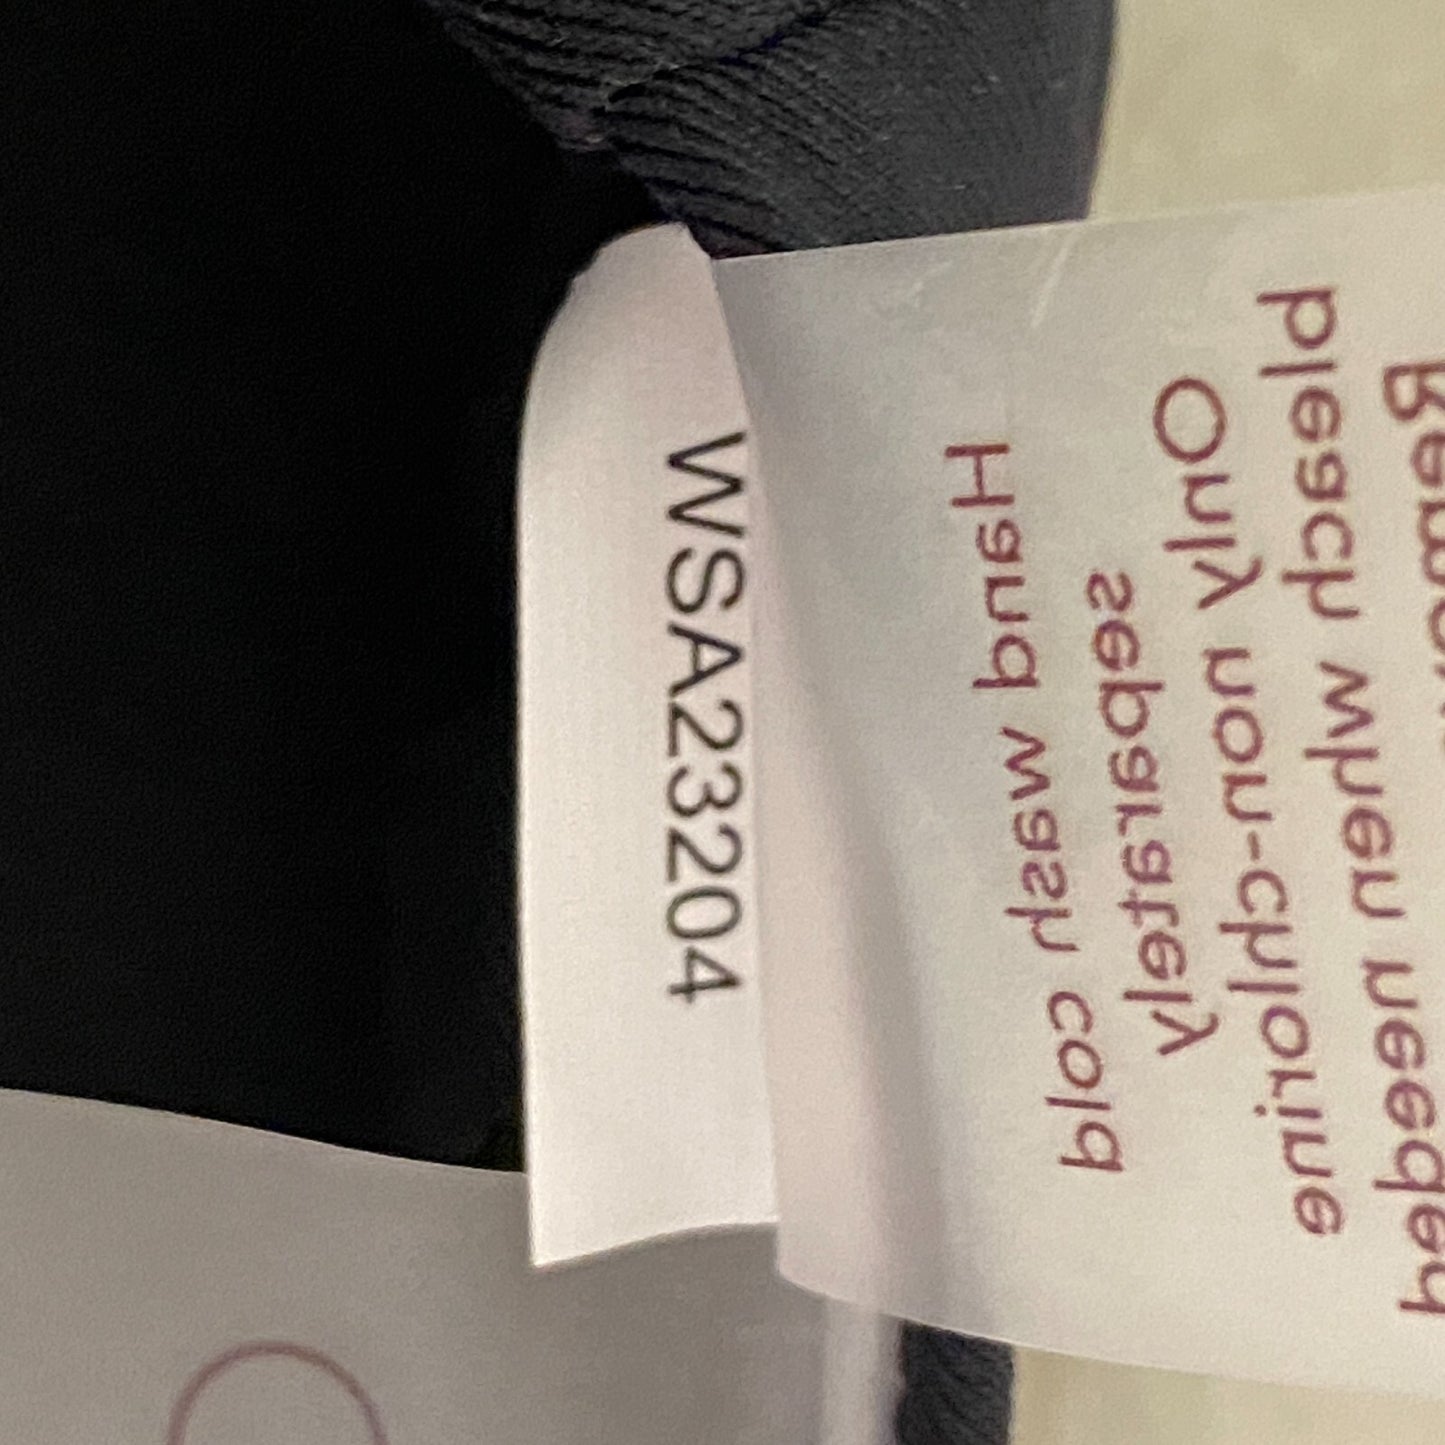 WSA23204
Hand wash cold
separately
Only non-chlorine
bleach when needed